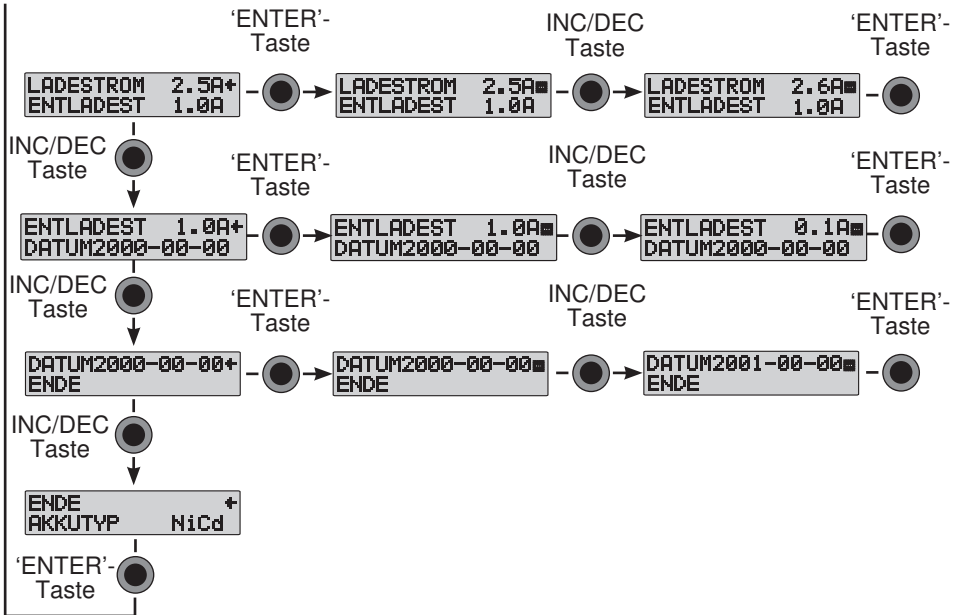 ‘ENTER’-
Taste
INC/DEC
Taste
‘ENTER’-
Taste
LADESTROM 2.5A←
ENTLADEST 1.0A
LADESTROM 2.5A
ENTLADEST 1.0A
LADESTROM 2.6A
ENTLADEST 1.0A
INC/DEC
Taste
‘ENTER’-
Taste
INC/DEC
Taste
‘ENTER’-
Taste
ENTLADEST 1.0A←
DATUM2000-00-00
ENTLADEST 1.0A
DATUM2000-00-00
ENTLADEST 0.1A
DATUM2000-00-00
INC/DEC
Taste
‘ENTER’-
Taste
INC/DEC
Taste
‘ENTER’-
Taste
DATUM2000-00-00←
ENDE
DATUM2000-00-00
ENDE
DATUM2001-00-00
ENDE
INC/DEC
Taste
ENDE ←
AKKUTYP NiCd
‘ENTER’-
Taste